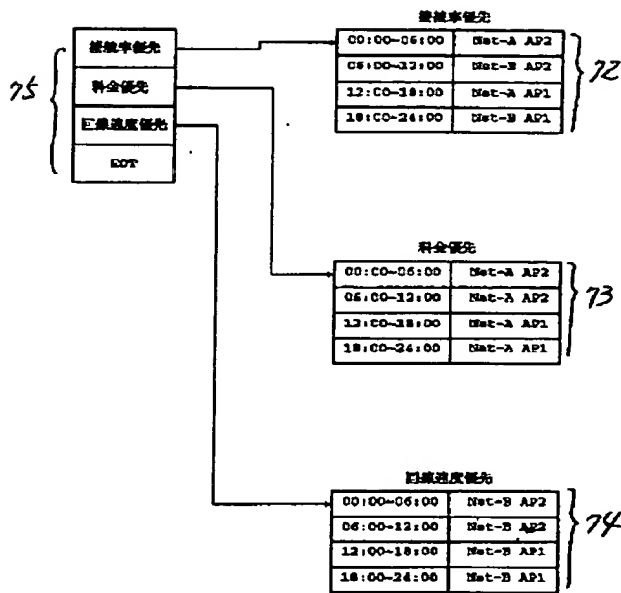 75
接続率優先
料金優先
回線速度優先
EOT
接続率優先
00:00~06:00 Net-A AP2
06:00~12:00 Net-B AP2
12:00~18:00 Net-A AP1
18:00~24:00 Net-B AP1
72
料金優先
00:00~06:00 Net-A AP2
06:00~12:00 Net-A AP2
12:00~18:00 Net-A AP1
18:00~24:00 Net-A AP1
73
回線速度優先
00:00~06:00 Net-B AP2
06:00~12:00 Net-B AP2
12:00~18:00 Net-B AP1
18:00~24:00 Net-B AP1
74